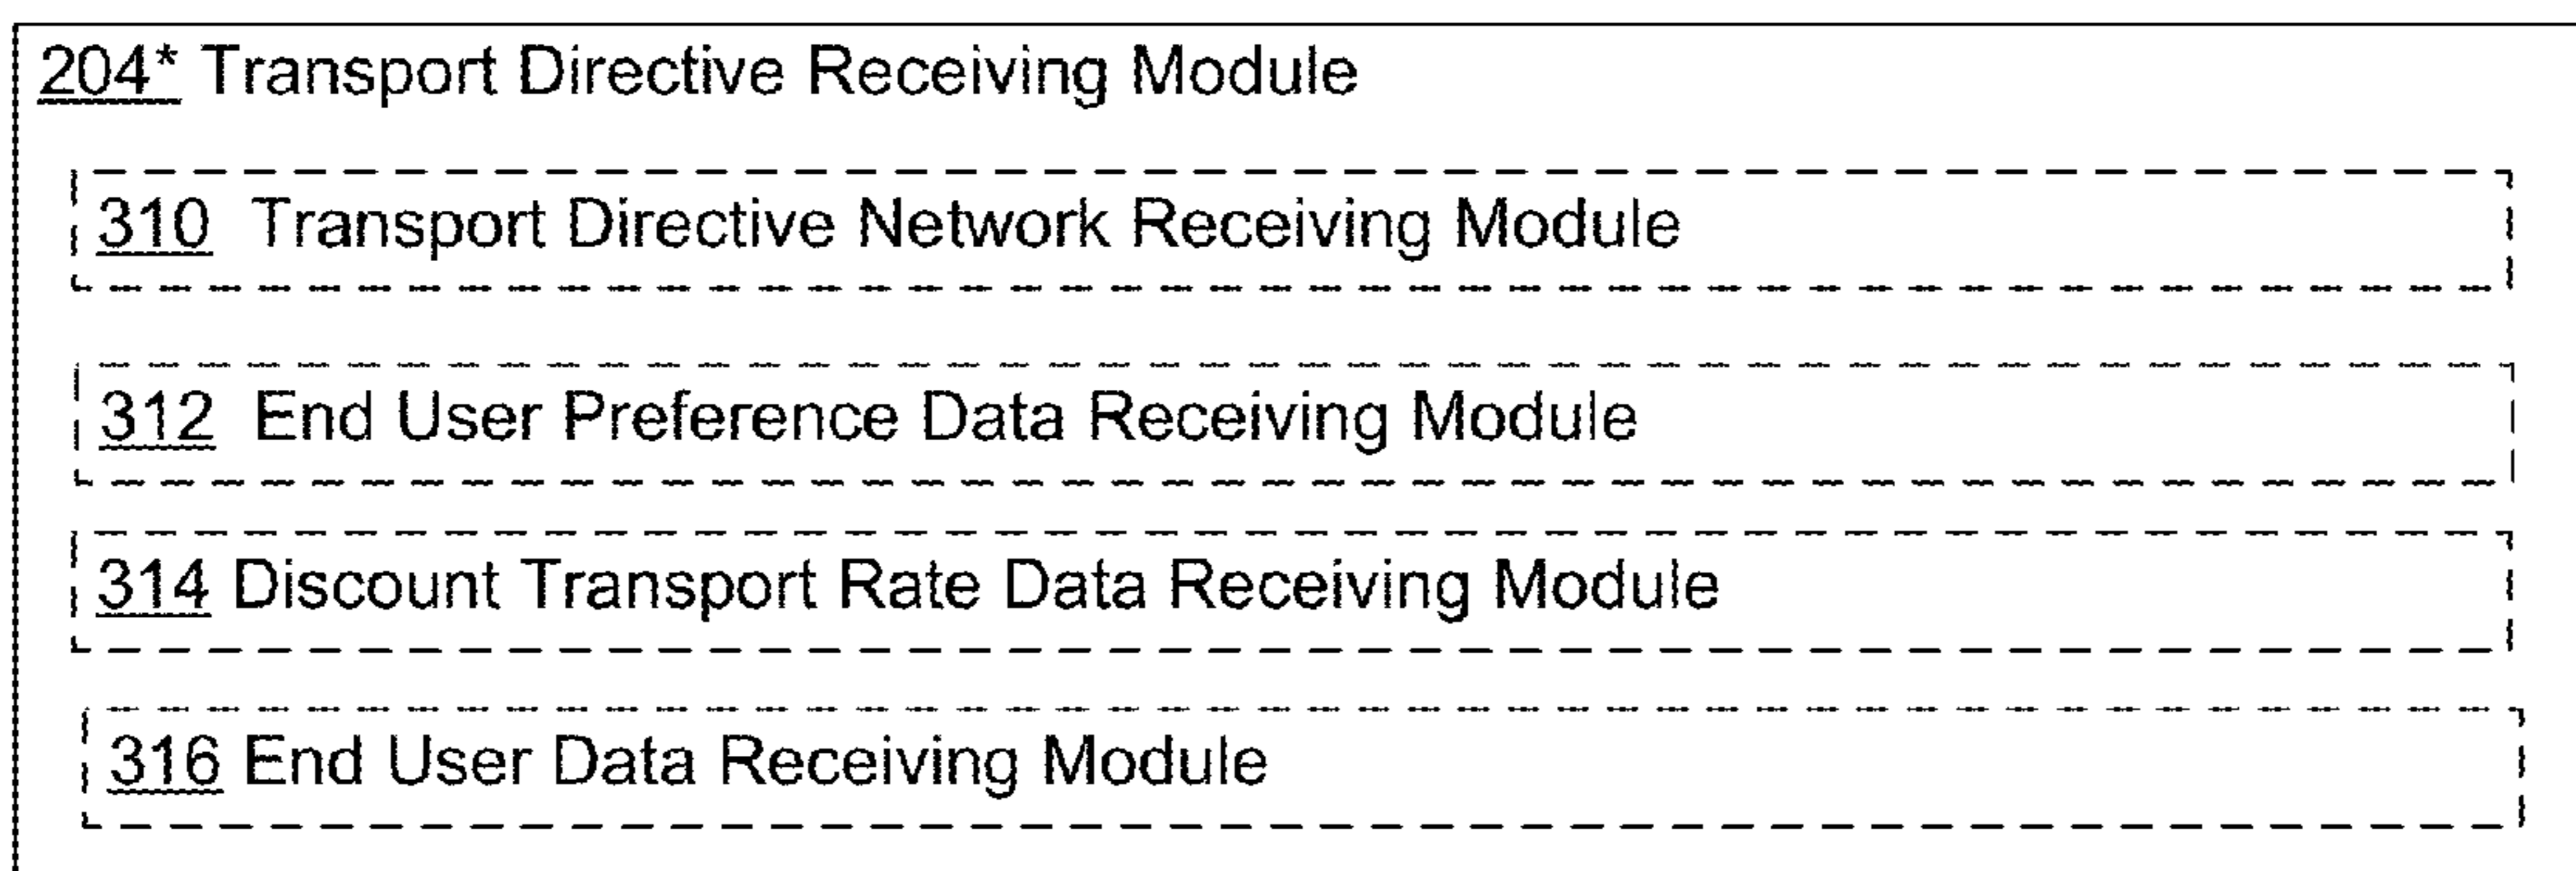 204* Transport Directive Receiving Module
310 Transport Directive Network Receiving Module
312 End User Preference Data Receiving Module
314 Discount Transport Rate Data Receiving Module
316 End User Data Receiving Module